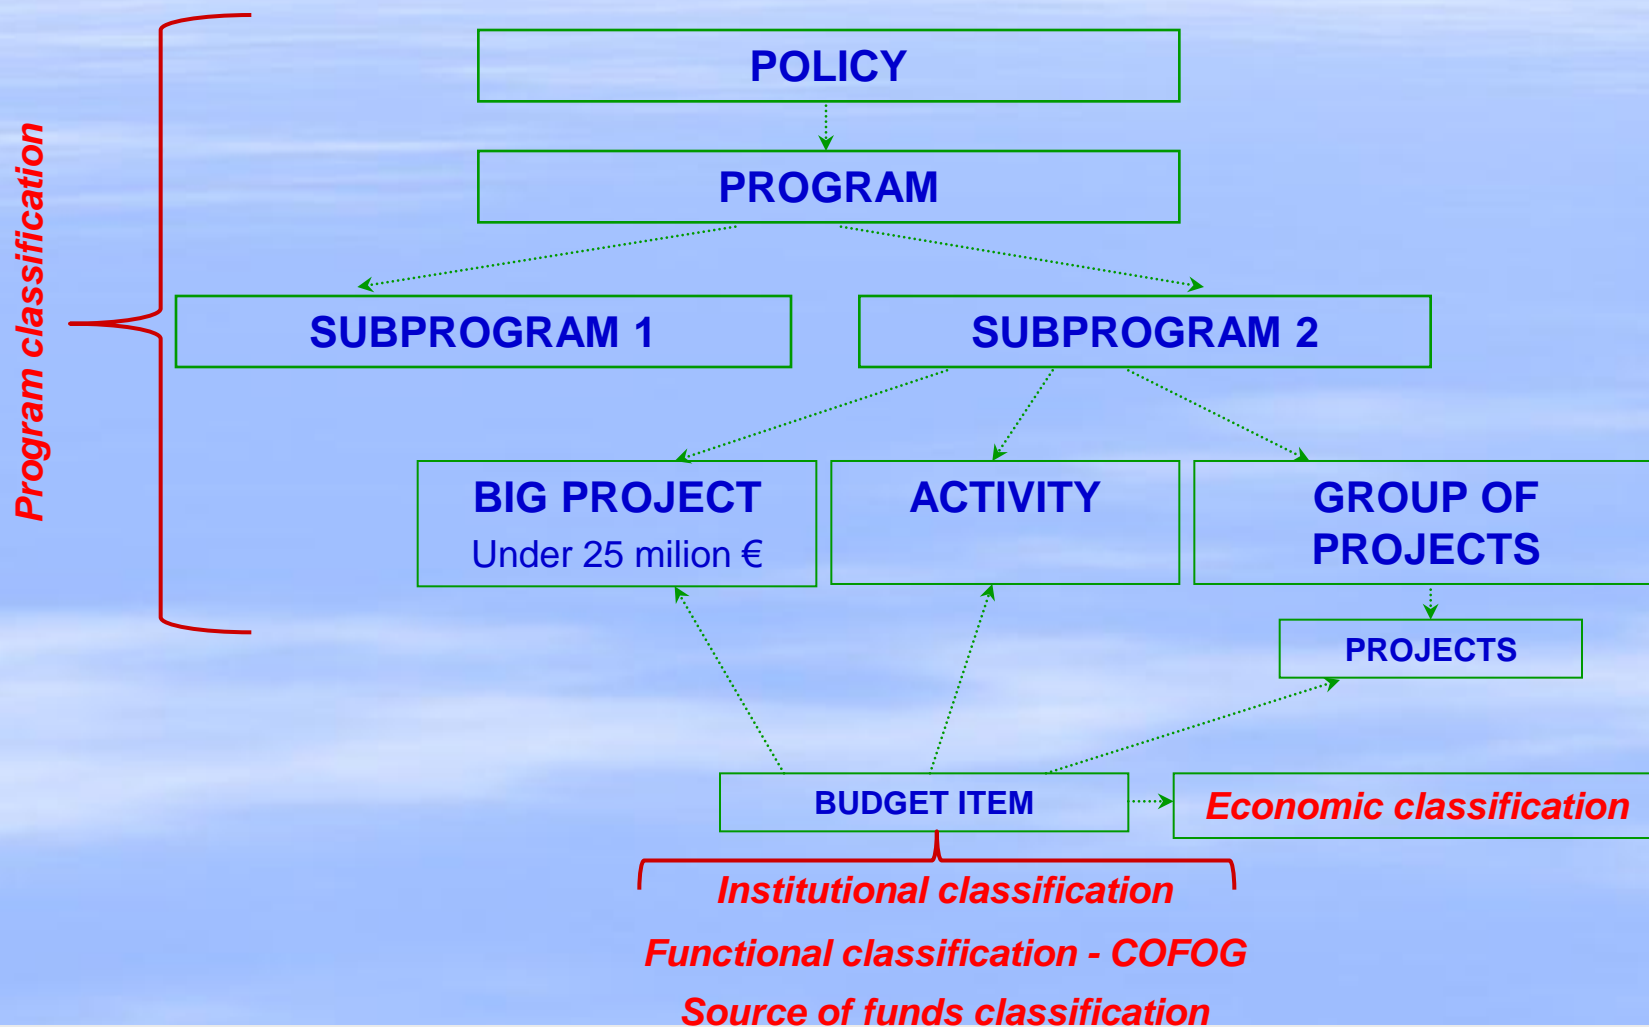 Program classification
POLICY
PROGRAM
SUBPROGRAM 1
SUBPROGRAM 2
BIG PROJECT
Under 25 milion €
ACTIVITY
GROUP OF
PROJECTS
PROJECTS
BUDGET ITEM
Economic classification
Institutional classification
Functional classification - COFOG
Source of funds classification